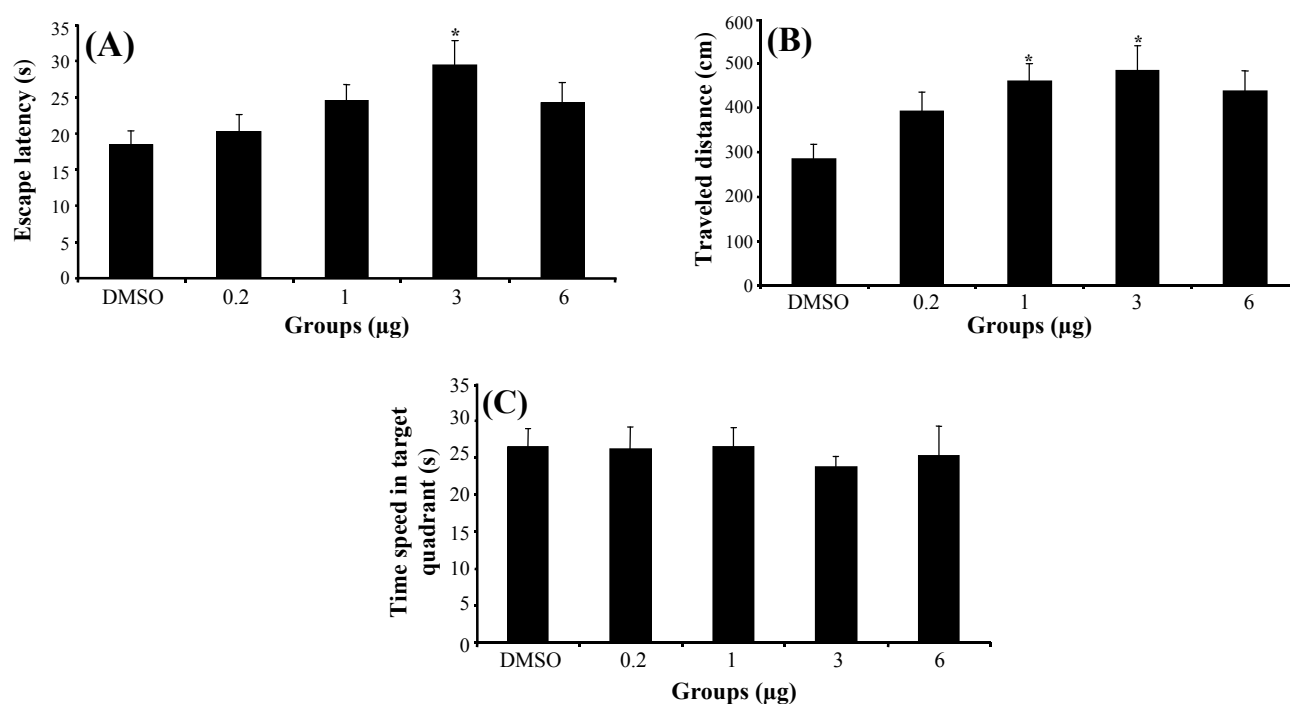 (A)
Escape latency (s)
35
30
25
20
15
10
5
0
*
DMSO 0.2 1 3 6
Groups (µg)
(B)
Traveled distance (cm)
600
500
400
300
200
100
0
* *
DMSO 0.2 1 3 6
Groups (µg)
(C)
Time speed in target
quadrant (s)
35
30
25
20
15
10
5
0
DMSO 0.2 1 3 6
Groups (µg)